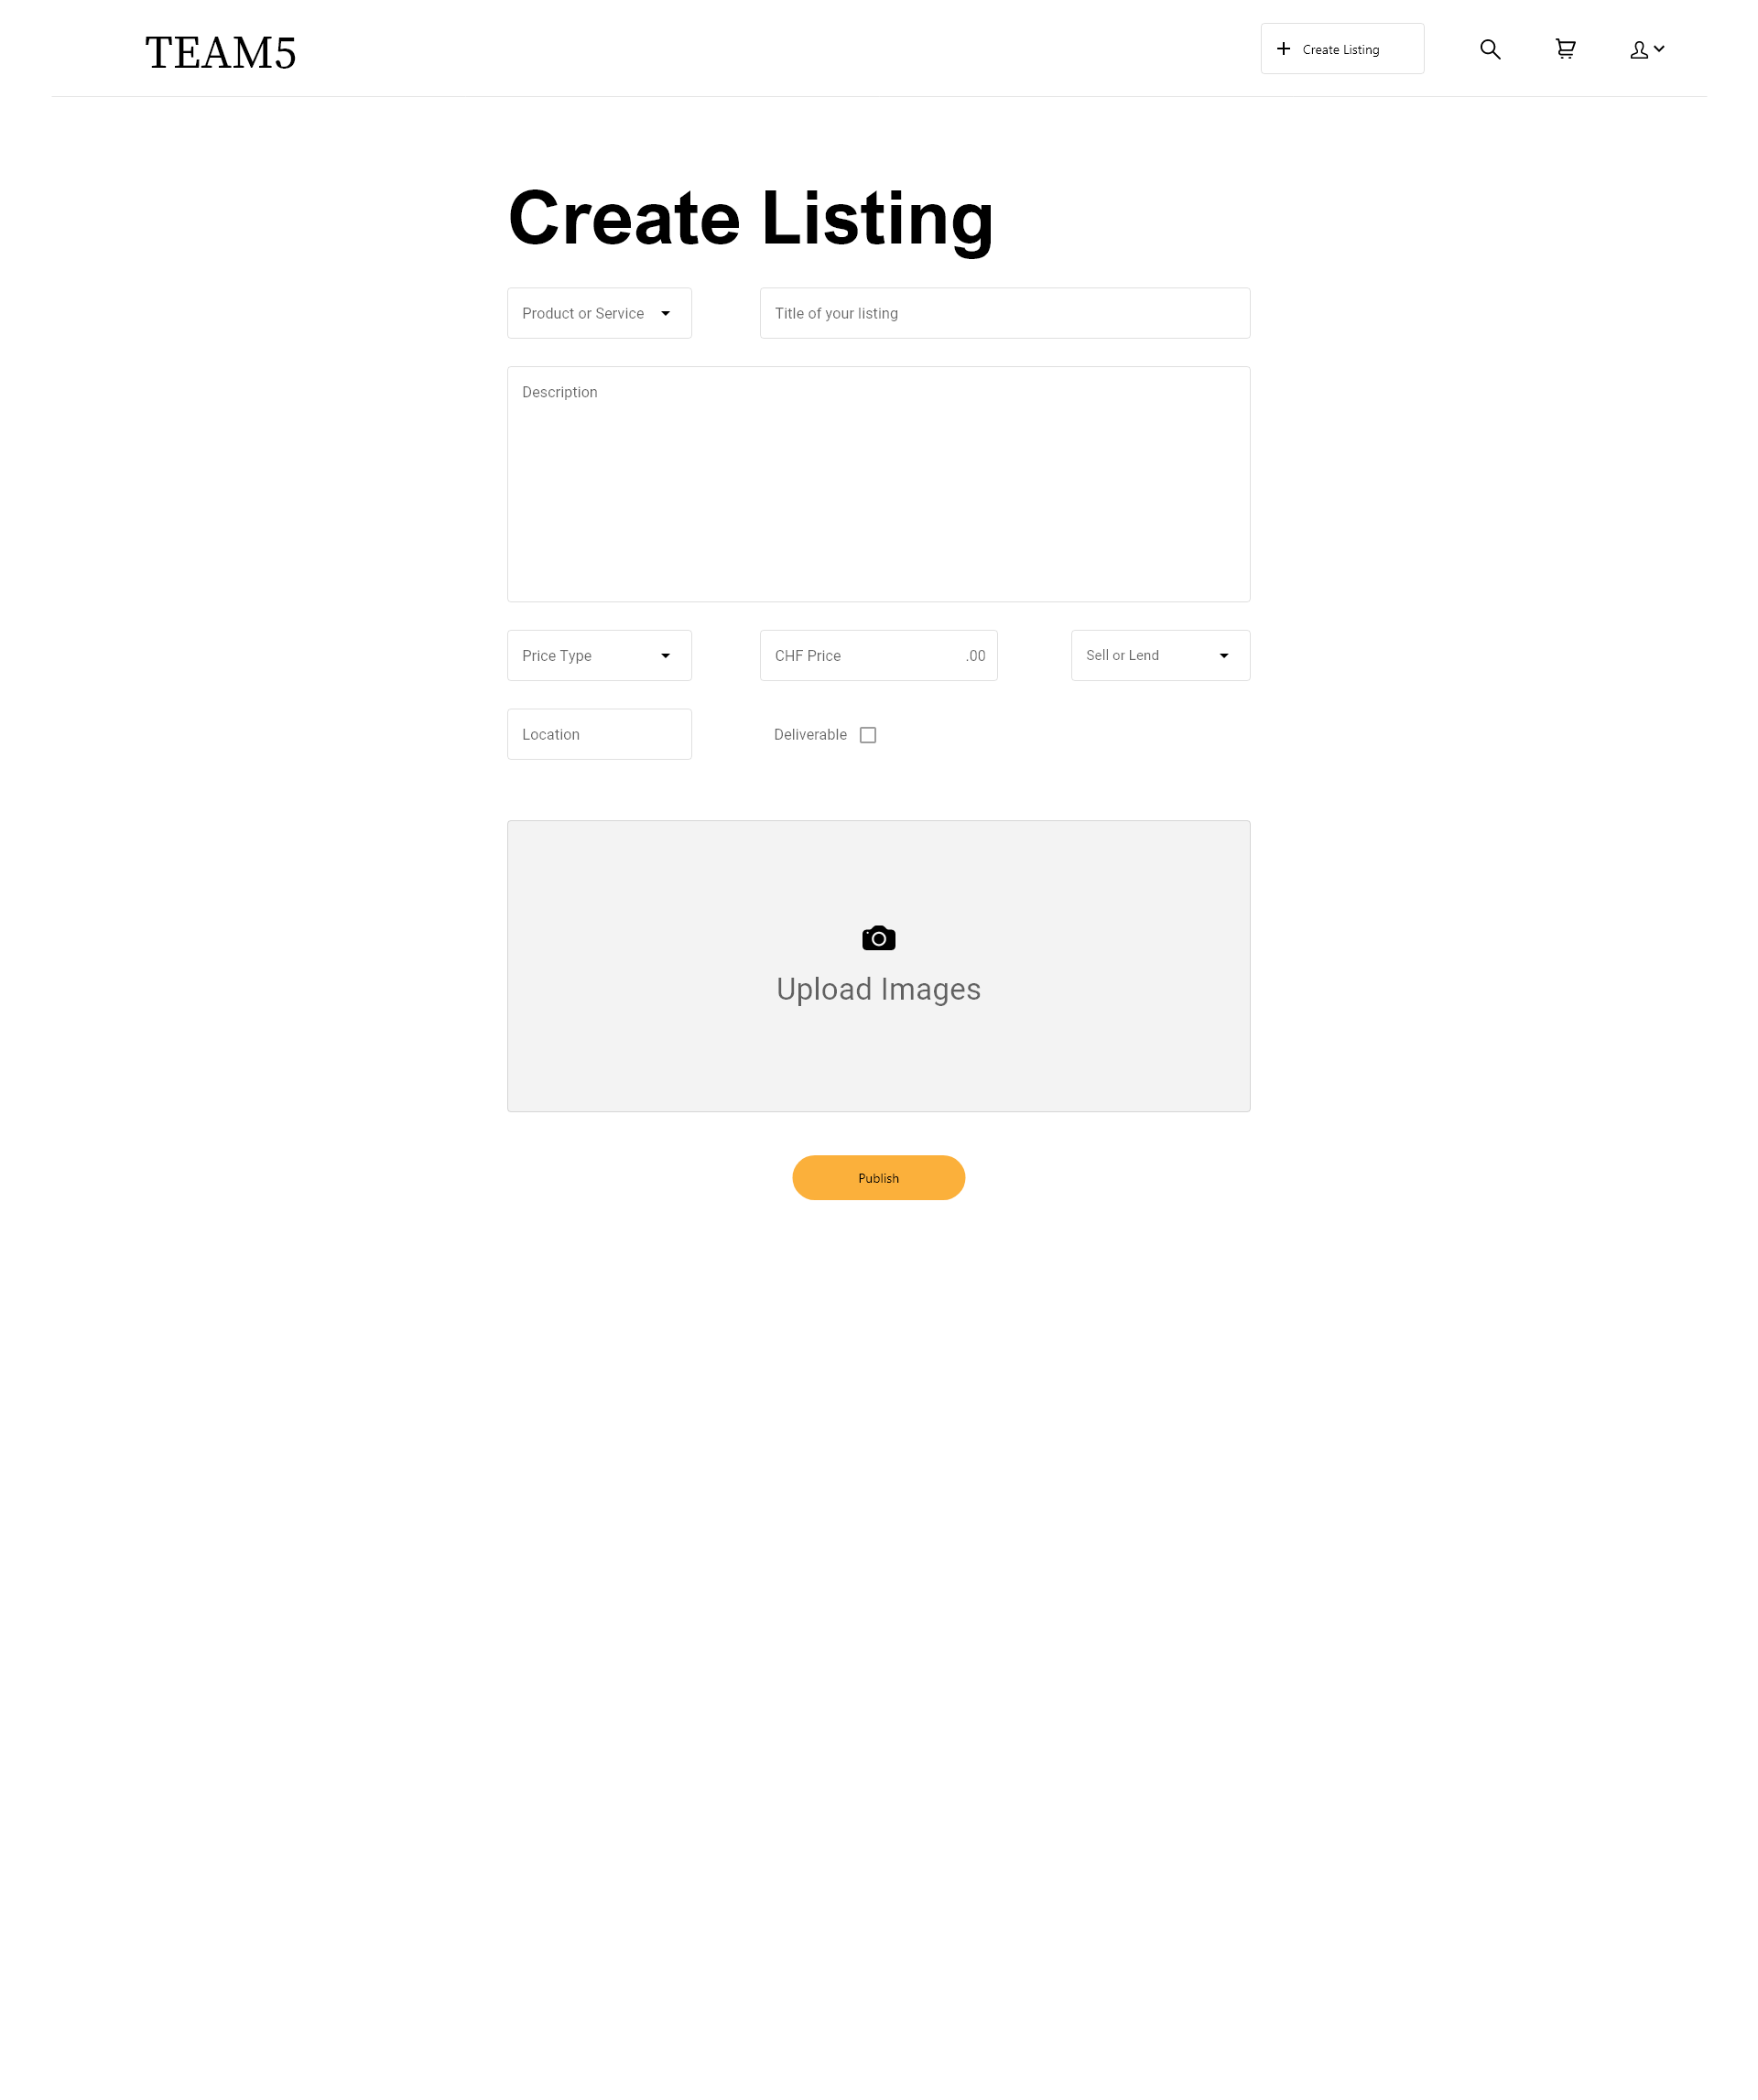 TEAM5
Create Listing
Create Listing
Product or Service
Title of your listing
Description
Price Type
CHF Price .00
Sell or Lend
Location
Deliverable
Upload Images
Publish